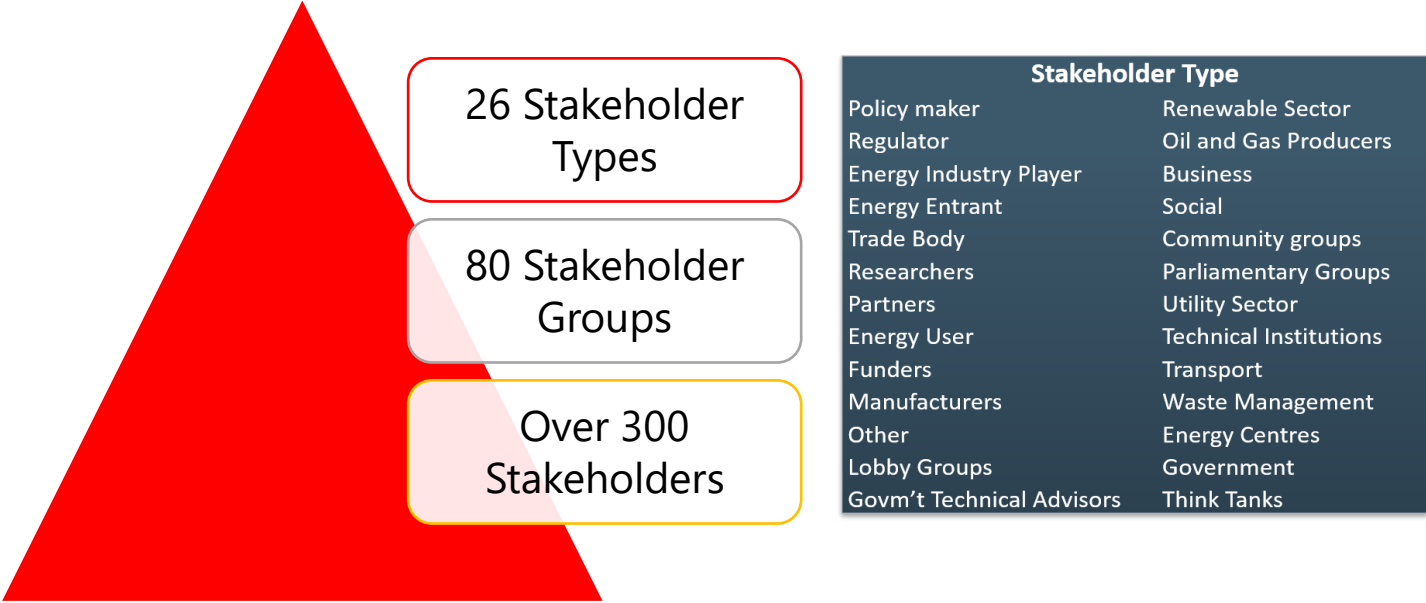 26 Stakeholder
Types
80 Stakeholder
Groups
Over 300
Stakeholders
Stakeholder Type
Policy maker
Regulator
Energy Industry Player
Energy Entrant
Trade Body
Researchers
Partners
Energy User
Funders
Manufacturers
Other
Lobby Groups
Govm’t Technical Advisors
Renewable Sector
Oil and Gas Producers
Business
Social
Community groups
Parliamentary Groups
Utility Sector
Technical Institutions
Transport
Waste Management
Energy Centres
Government
Think Tanks